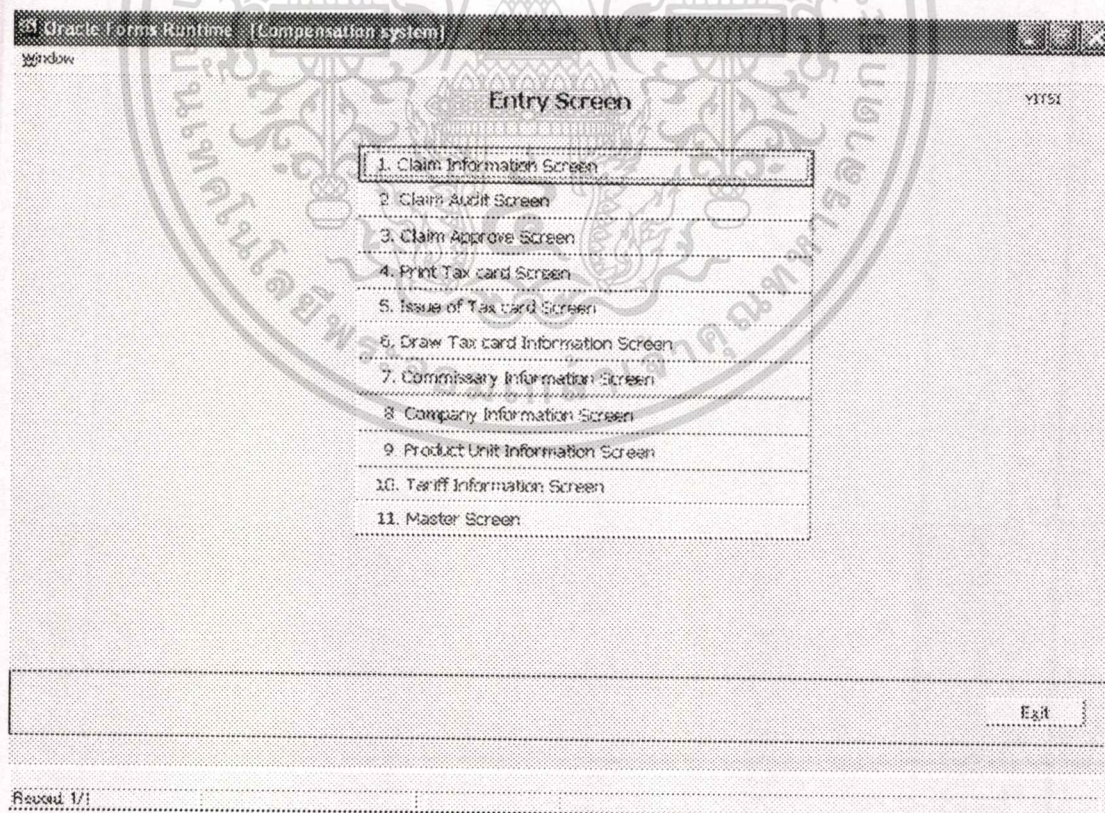 Oracle Forms Runtime - [Compensation system]
Window
Entry Screen
YITSI
1. Claim Information Screen
2. Claim Audit Screen
3. Claim Approve Screen
4. Print Tax card Screen
5. Issue of Tax card Screen
6. Draw Tax card Information Screen
7. Commissary Information Screen
8. Company Information Screen
9. Product Unit Information Screen
10. Tariff Information Screen
11. Master Screen
Exit
Record: 1/1